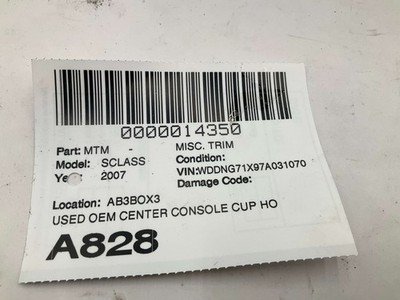 0000014350
Part: MTM - MISC. TRIM
Model: SCLASS Condition:
Year: 2007 VIN:WDDNG71X97A031070
Damage Code:
Location: AB3BOX3
USED OEM CENTER CONSOLE CUP HO
A828